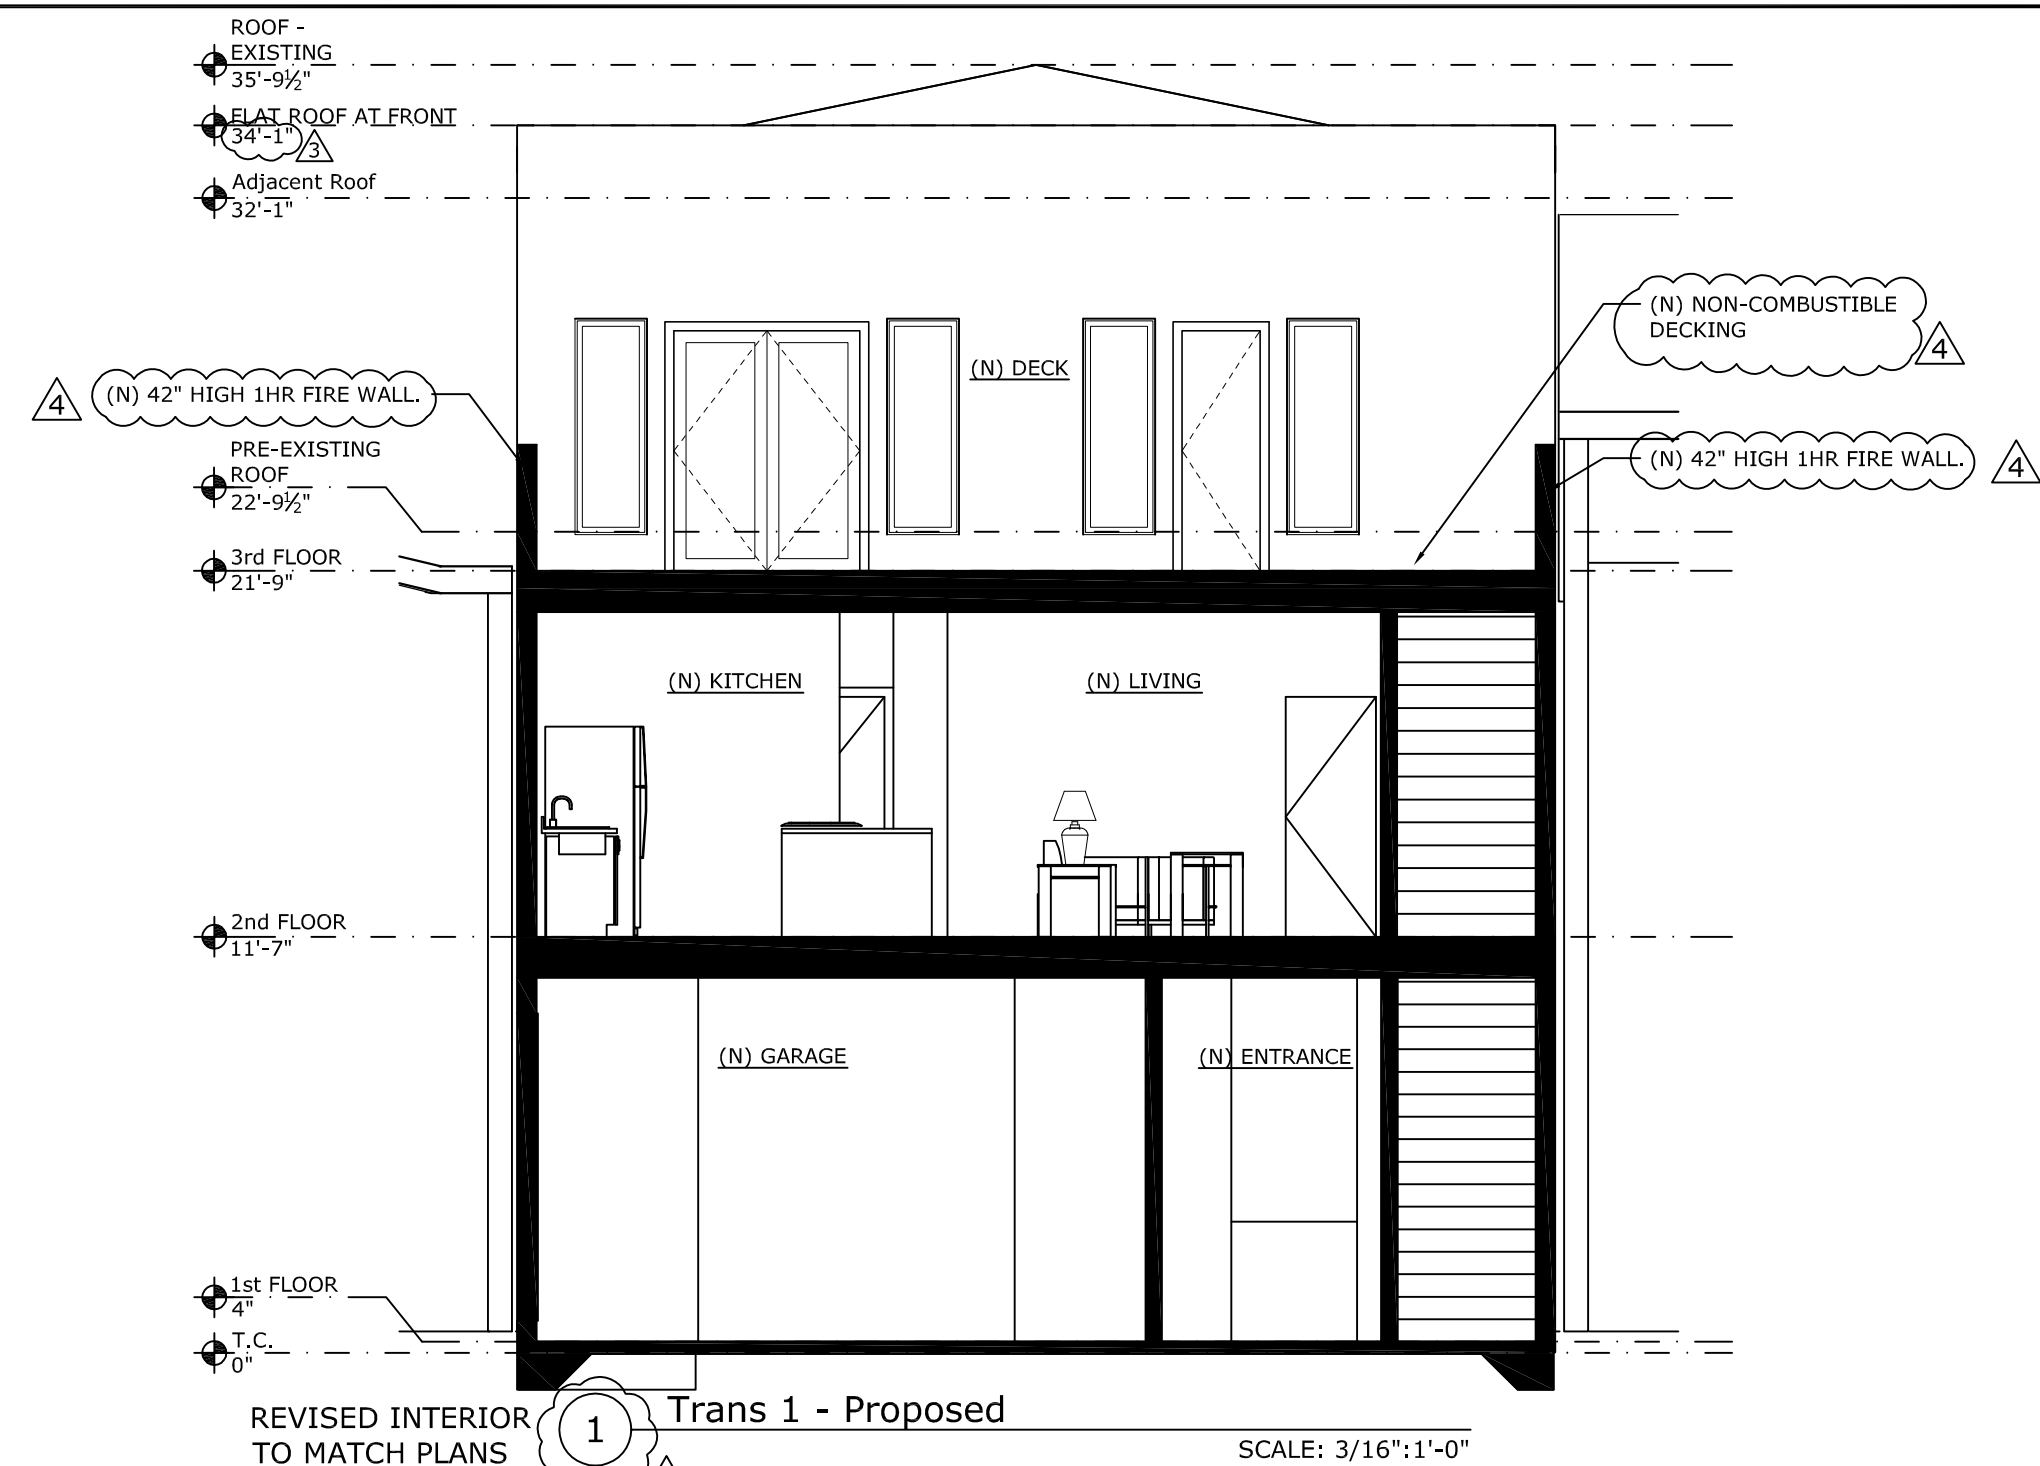 ROOF -
EXISTING
35'-9½"
FLAT ROOF AT FRONT
34'-1"
3
Adjacent Roof
32'-1"
(N) NON-COMBUSTIBLE
DECKING
4
(N) DECK
4
(N) 42" HIGH 1HR FIRE WALL.
PRE-EXISTING
ROOF
22'-9½"
(N) 42" HIGH 1HR FIRE WALL.
4
3rd FLOOR
21'-9"
(N) KITCHEN
(N) LIVING
2nd FLOOR
11'-7"
(N) GARAGE
(N) ENTRANCE
1st FLOOR
4"
T.C.
0"
REVISED INTERIOR
TO MATCH PLANS
1
Trans 1 - Proposed
SCALE: 3/16":1'-0"